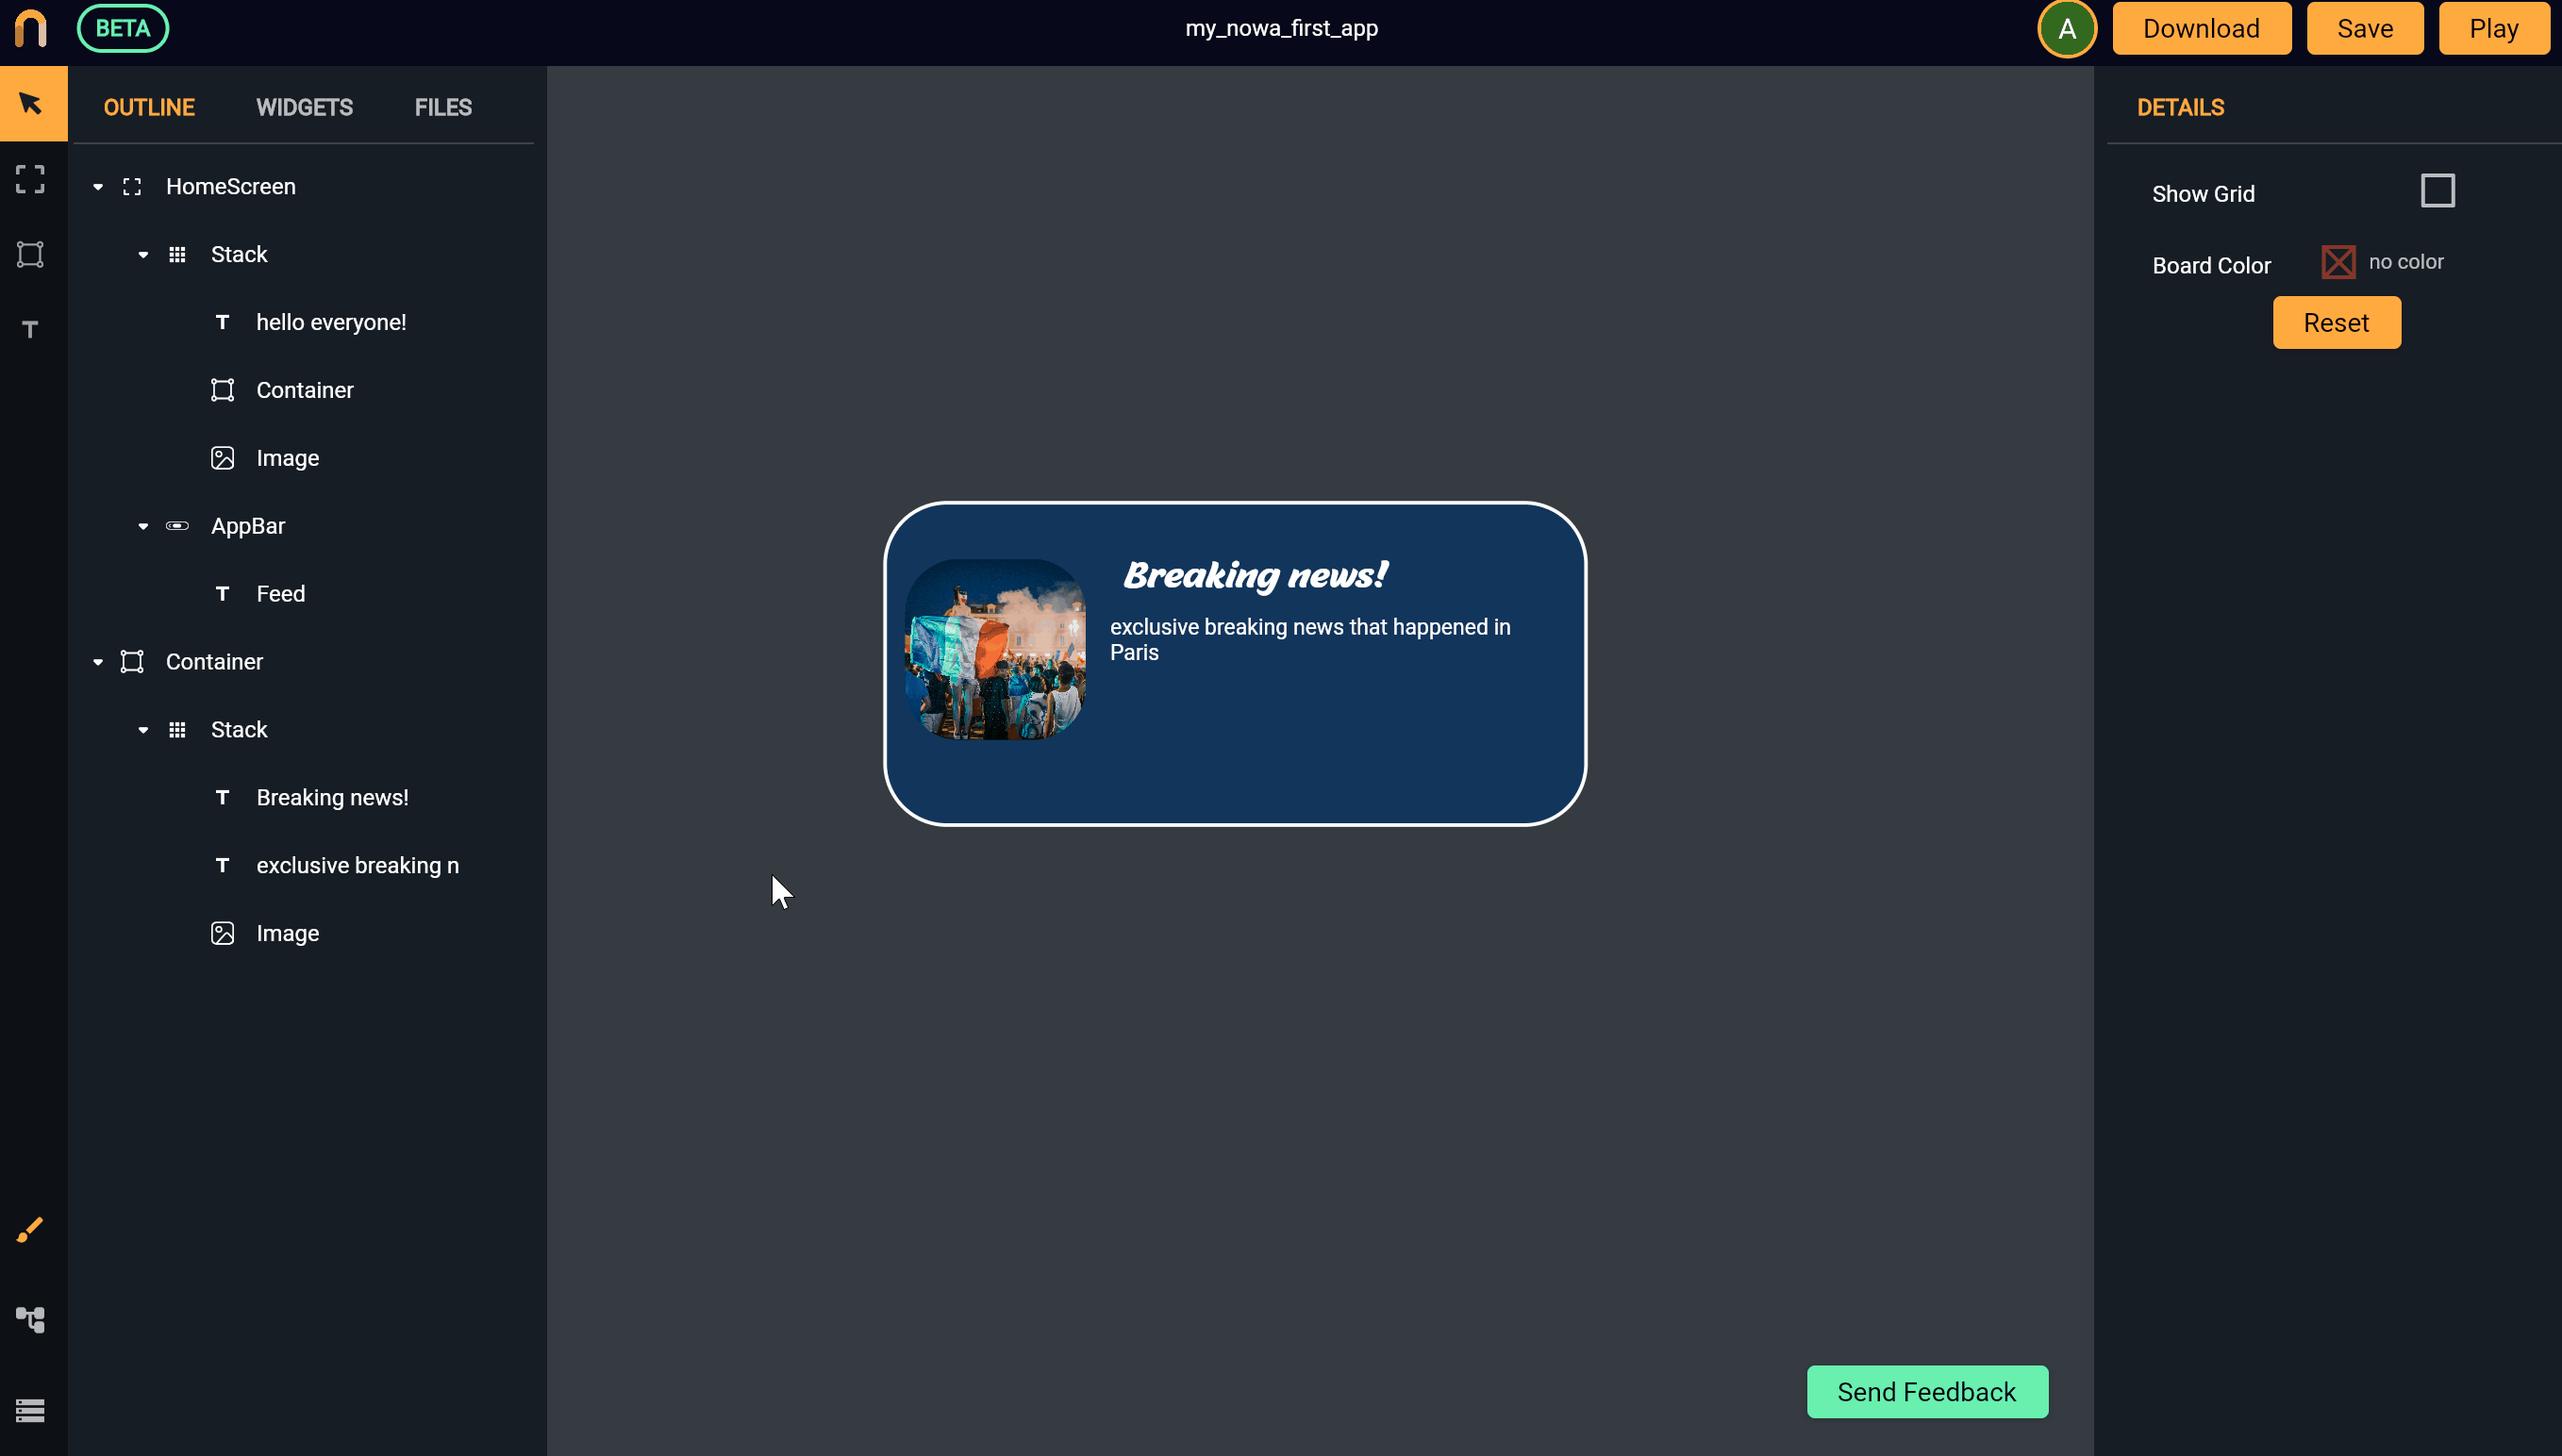 BETA
my_nowa_first_app
A
Download
Save
Play
OUTLINE
WIDGETS
FILES
HomeScreen
Stack
hello everyone!
Container
Image
AppBar
Feed
Container
Stack
Breaking news!
exclusive breaking n
Image
Breaking news!
exclusive breaking news that happened in
Paris
Send Feedback
DETAILS
Show Grid
Board Color
no color
Reset